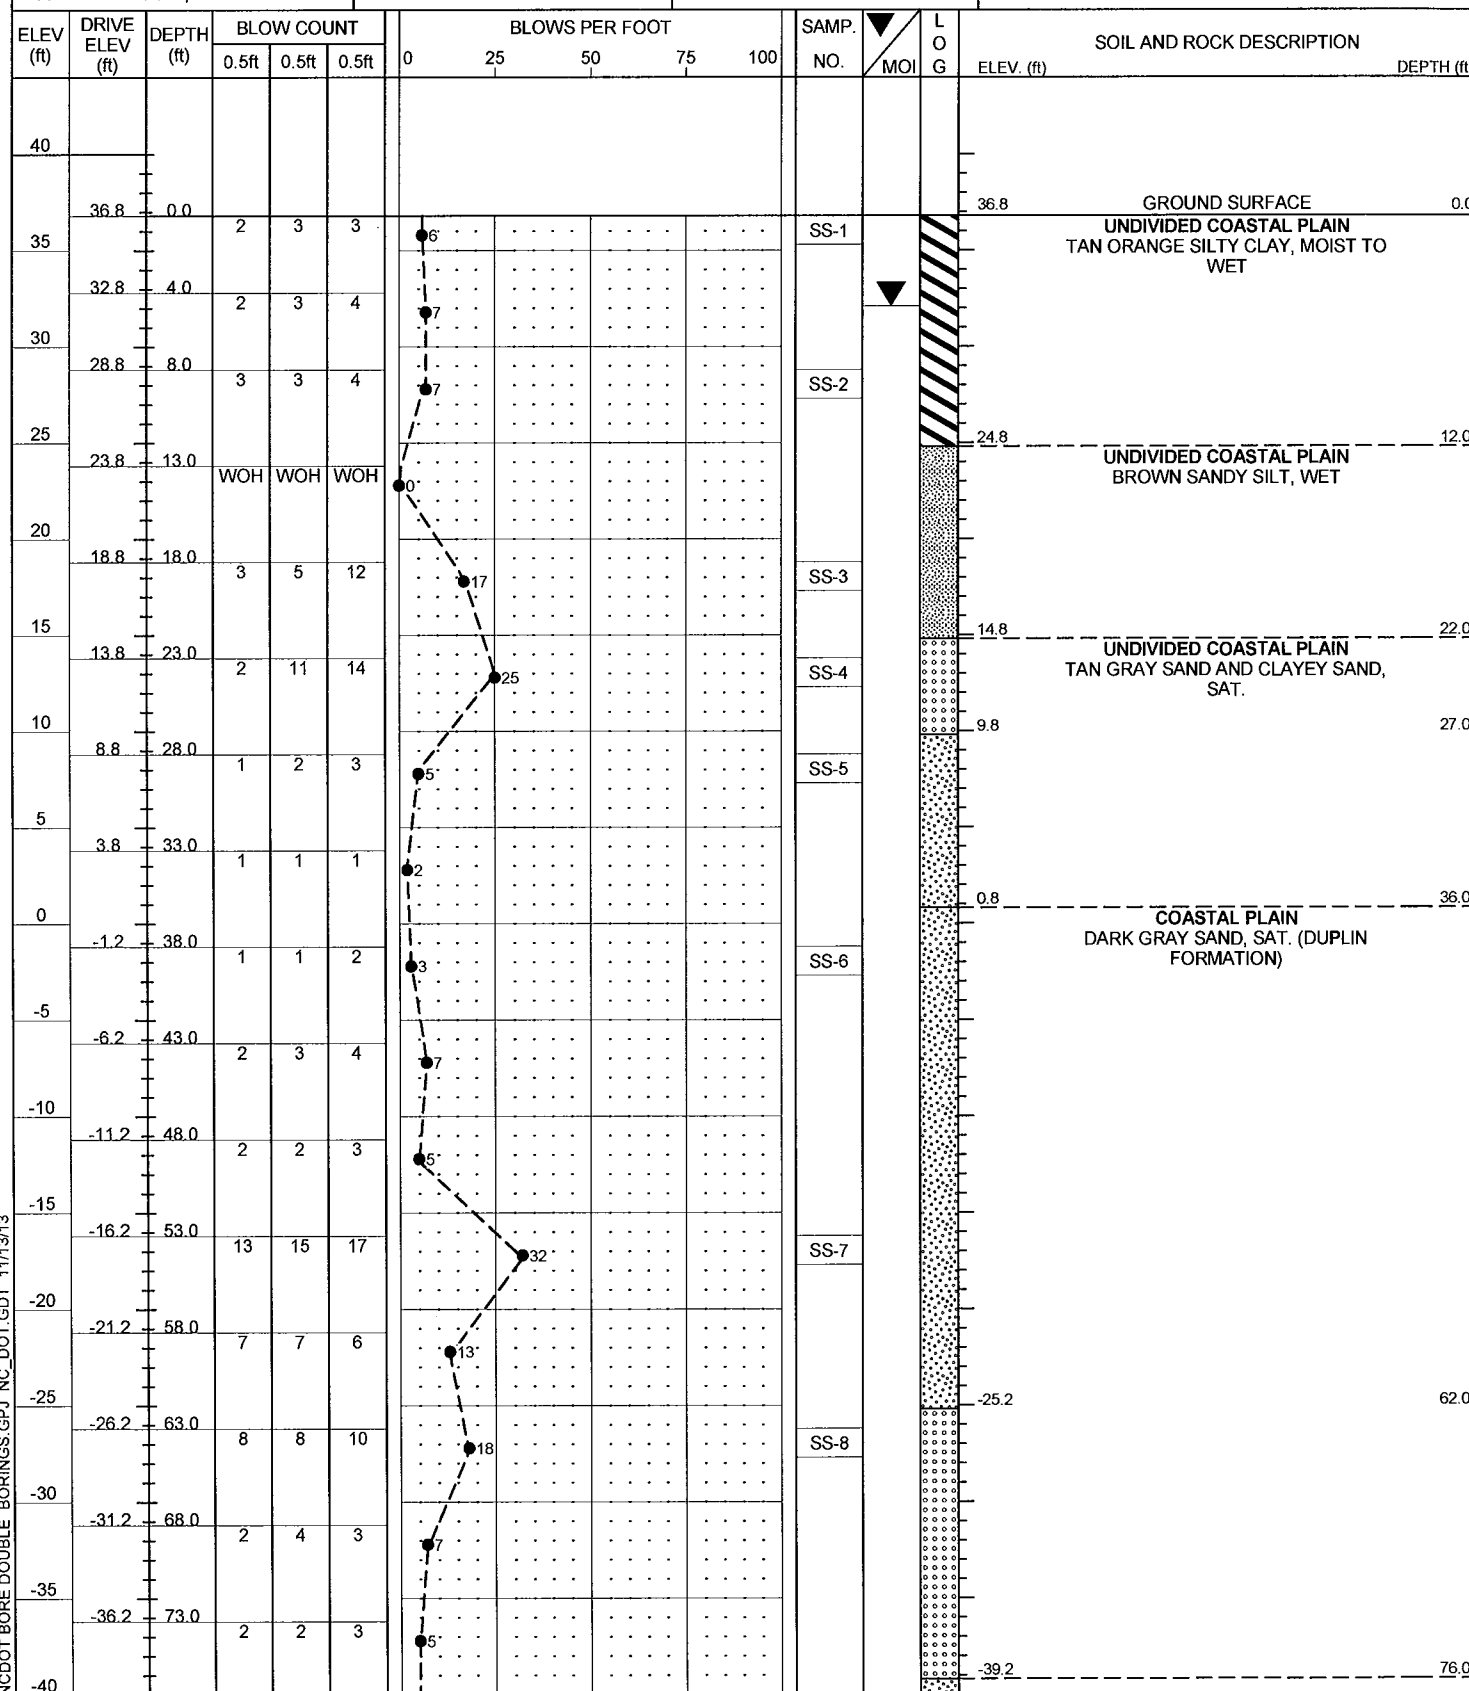 ELEV (ft) DRIVE ELEV (ft) DEPTH (ft) BLOW COUNT 0.5ft 0.5ft 0.5ft BLOWS PER FOOT 0 25 50 75 100 SAMP. NO. MOI LOG SOIL AND ROCK DESCRIPTION ELEV. (ft) DEPTH (ft
40
36.8 0.0 36.8 GROUND SURFACE 0.0
2 3 3 6 SS-1 UNDIVIDED COASTAL PLAIN
35 TAN ORANGE SILTY CLAY, MOIST TO
WET
32.8 4.0
2 3 4 7
30
28.8 8.0
3 3 4 7 SS-2
25 24.8 12.0
23.8 13.0 UNDIVIDED COASTAL PLAIN
WOH WOH WOH 0 BROWN SANDY SILT, WET
20
18.8 18.0
3 5 12 17 SS-3
15 14.8 22.0
13.8 23.0 UNDIVIDED COASTAL PLAIN
2 11 14 25 SS-4 TAN GRAY SAND AND CLAYEY SAND,
SAT.
10 9.8 27.0
8.8 28.0
1 2 3 5 SS-5
5
3.8 33.0
1 1 1 2
0.8 36.0
0 COASTAL PLAIN
-1.2 38.0 DARK GRAY SAND, SAT. (DUPLIN
1 1 2 3 SS-6 FORMATION)
-5
-6.2 43.0
2 3 4 7
-10
-11.2 48.0
2 2 3 5
-15
-16.2 53.0
13 15 17 32 SS-7
-20
-21.2 58.0
7 7 6 13
-25 -25.2 62.0
-26.2 63.0
8 8 10 18 SS-8
-30
-31.2 68.0
2 4 3 7
-35
-36.2 73.0
2 2 3 5
-39.2 76.0
-40
NCDOT BORE DOUBLE BORINGS.GPJ NC_DOT.GDT 11/13/13